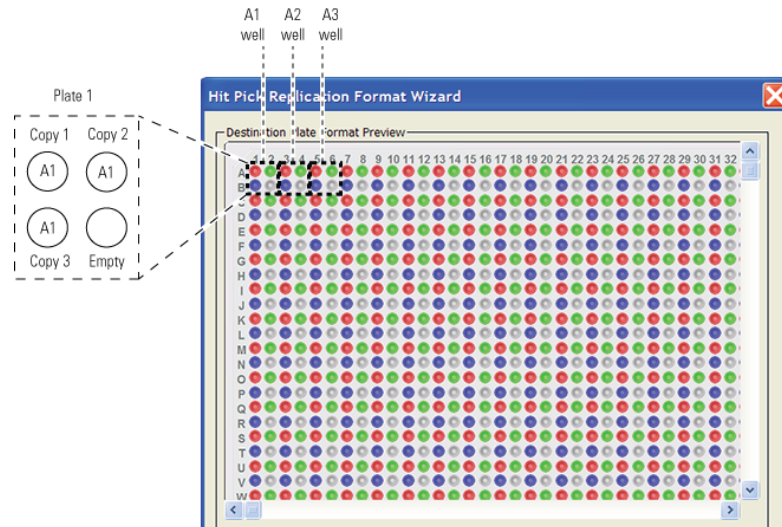 A1 A2 A3
well well well
Plate 1
Copy 1 Copy 2
A1 A1
A1
Copy 3 Empty
Hit Pick Replication Format Wizard
Destination Plate Format Preview
1 2 3 4 5 6 7 8 9 10 11 12 13 14 15 16 17 18 19 20 21 22 23 24 25 26 27 28 29 30 31 32
A
B
C
D
E
F
G
H
I
J
K
L
M
N
O
P
Q
R
S
T
U
V
W